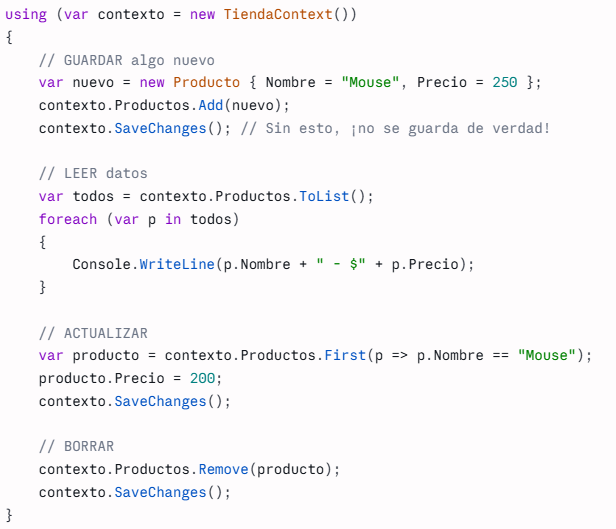 using (var contexto = new TiendaContext())
{
    // GUARDAR algo nuevo
    var nuevo = new Producto { Nombre = "Mouse", Precio = 250 };
    contexto.Productos.Add(nuevo);
    contexto.SaveChanges(); // Sin esto, ¡no se guarda de verdad!

    // LEER datos
    var todos = contexto.Productos.ToList();
    foreach (var p in todos)
    {
        Console.WriteLine(p.Nombre + " - $" + p.Precio);
    }

    // ACTUALIZAR
    var producto = contexto.Productos.First(p => p.Nombre == "Mouse");
    producto.Precio = 200;
    contexto.SaveChanges();

    // BORRAR
    contexto.Productos.Remove(producto);
    contexto.SaveChanges();
}